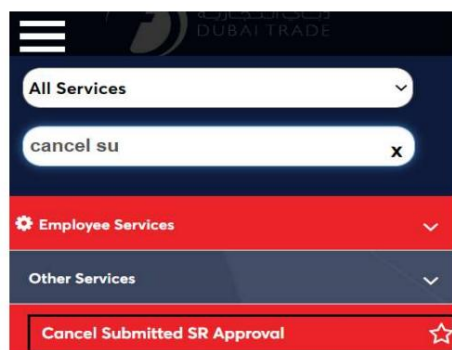 DUBAI TRADE
All Services
cancel su
x
Employee Services
Other Services
Cancel Submitted SR Approval